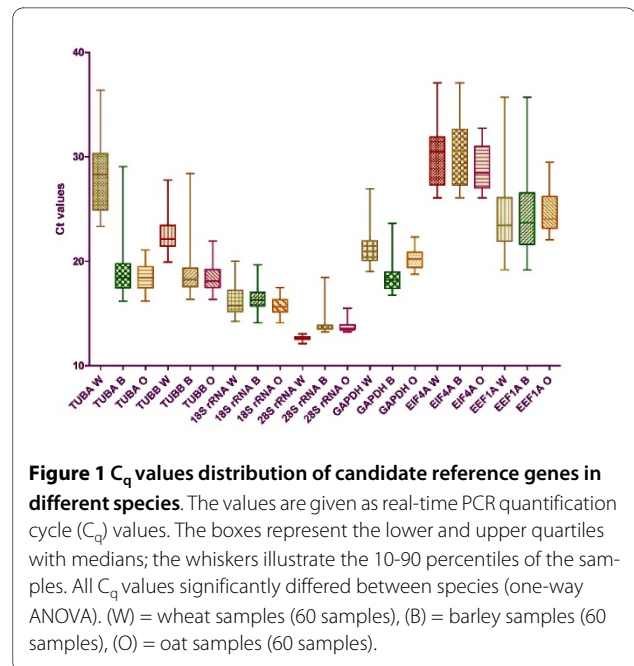 40
30
20
10
Ct values
TUBA W
TUBA B
TUBA O
TUBB W
TUBB B
TUBB O
18S rRNA W
18S rRNA B
18S rRNA O
28S rRNA W
28S rRNA B
28S rRNA O
GAPDH W
GAPDH B
GAPDH O
EIF4A W
EIF4A B
EIF4A O
EEF1A W
EEF1A B
EEF1A O
Figure 1 Cq values distribution of candidate reference genes in
different species. The values are given as real-time PCR quantification
cycle (Cq) values. The boxes represent the lower and upper quartiles
with medians; the whiskers illustrate the 10-90 percentiles of the sam-
ples. All Cq values significantly differed between species (one-way
ANOVA). (W) = wheat samples (60 samples), (B) = barley samples (60
samples), (O) = oat samples (60 samples).